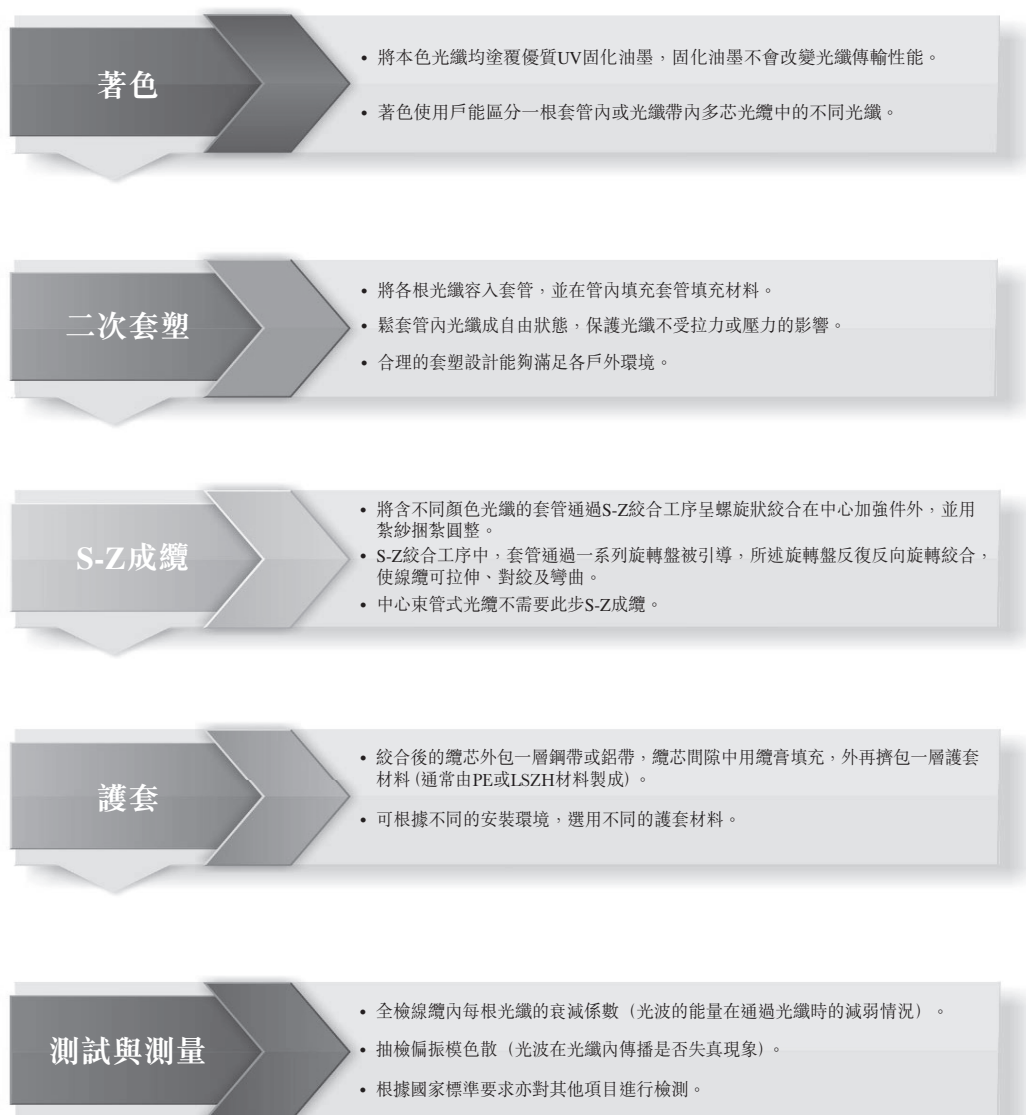 著色
• 將本色光纖均塗覆優質UV固化油墨，固化油墨不會改變光纖傳輸性能。
• 著色使用戶能區分一根套管內或光纖帶內多芯光纜中的不同光纖。
二次套塑
• 將各根光纖容入套管，並在管內填充套管填充材料。
• 鬆套管內光纖成自由狀態，保護光纖不受拉力或壓力的影響。
• 合理的套塑設計能夠滿足各戶外環境。
S-Z成纜
• 將含不同顏色光纖的套管通過S-Z絞合工序呈螺旋狀絞合在中心加強件外，並用
紮紗捆紮圓整。
• S-Z絞合工序中，套管通過一系列旋轉盤被引導，所述旋轉盤反復反向旋轉絞合，
使線纜可拉伸、對絞及彎曲。
• 中心束管式光纜不需要此步S-Z成纜。
護套
• 絞合後的纜芯外包一層鋼帶或鋁帶，纜芯間隙中用纜膏填充，外再擠包一層護套
材料(通常由PE或LSZH材料製成)。
• 可根據不同的安裝環境，選用不同的護套材料。
測試與測量
• 全檢線纜內每根光纖的衰減係數（光波的能量在通過光纖時的減弱情況）。
• 抽檢偏振模色散（光波在光纖內傳播是否失真現象）。
• 根據國家標準要求亦對其他項目進行檢測。